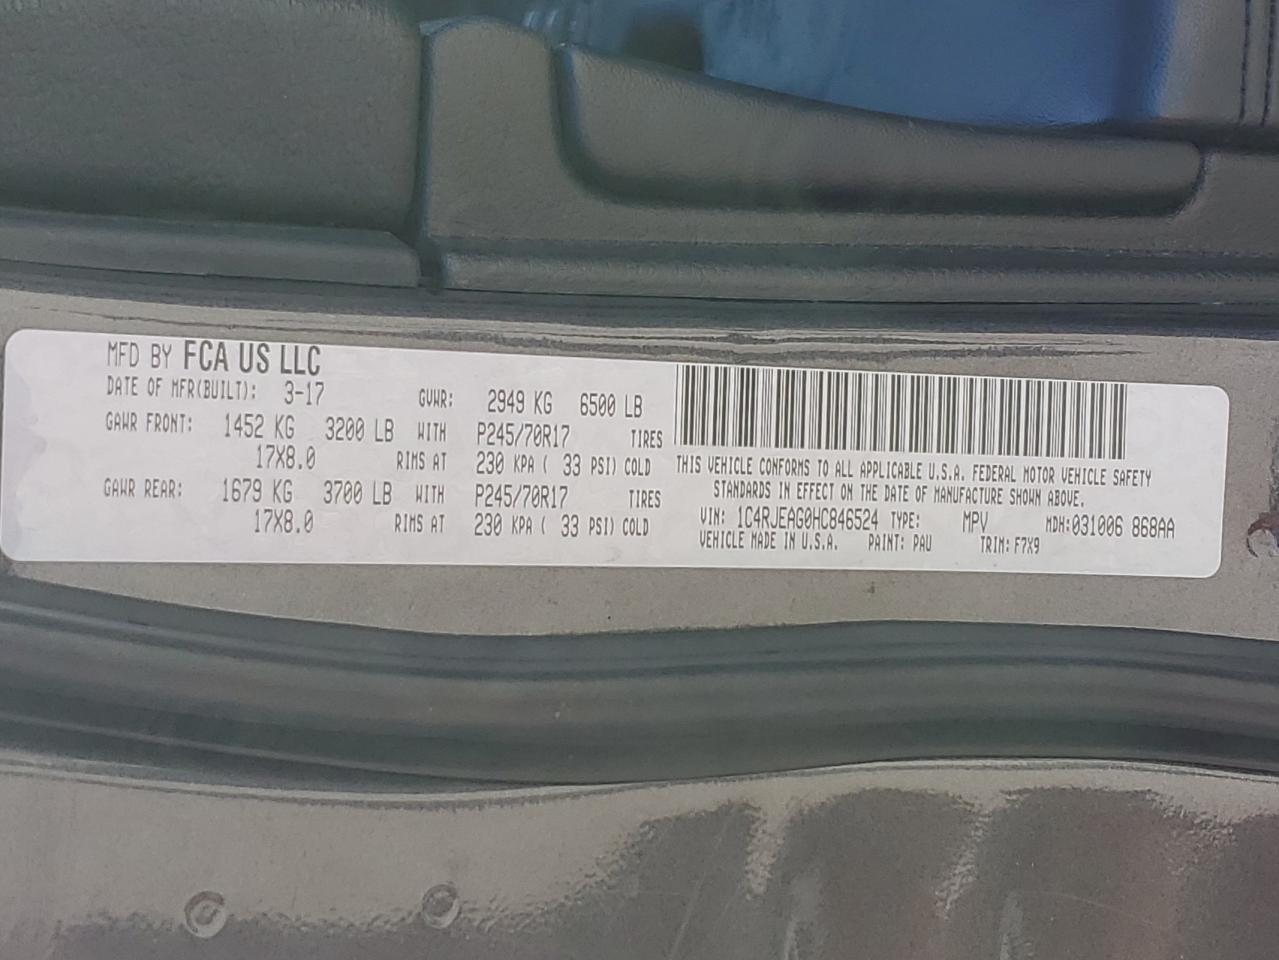 MFD BY FCA US LLC
DATE OF MFR(BUILT): 3-17 GVWR: 2949 KG 6500 LB
GAWR FRONT: 1452 KG 3200 LB WITH P245/70R17 TIRES
17X8.0 RIMS AT 230 KPA ( 33 PSI) COLD
GAWR REAR: 1679 KG 3700 LB WITH P245/70R17 TIRES
17X8.0 RIMS AT 230 KPA ( 33 PSI) COLD
THIS VEHICLE CONFORMS TO ALL APPLICABLE U.S.A. FEDERAL MOTOR VEHICLE SAFETY
STANDARDS IN EFFECT ON THE DATE OF MANUFACTURE SHOWN ABOVE.
VIN: 1C4RJEAG0HC846524 TYPE: MPV MDH:031006 868AA
VEHICLE MADE IN U.S.A. PAINT: PAU TRIM: F7X9